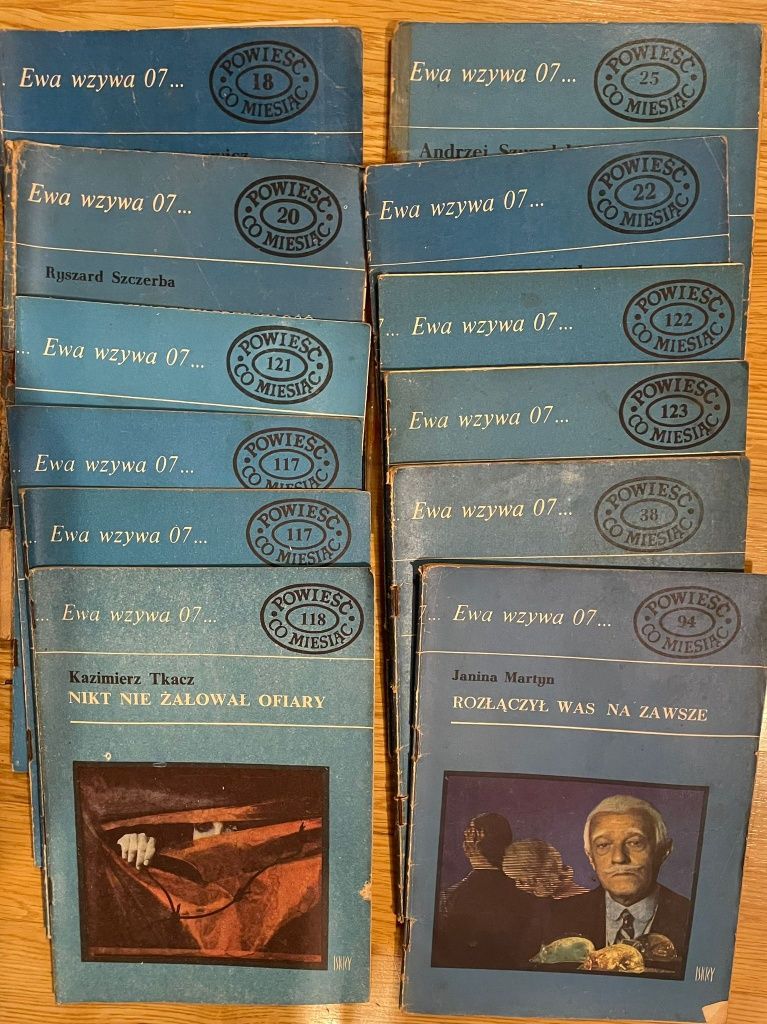 Ewa wzywa 07...
POWIEŚĆ
18
CO MIESIĄC
Ewa wzywa 07...
POWIEŚĆ
20
CO MIESIĄC
Ryszard Szczerba
... Ewa wzywa 07...
POWIEŚĆ
121
CO MIESIĄC
Ewa wzywa 07...
POWIEŚĆ
117
CO MIESIĄC
Ewa wzywa 07...
POWIEŚĆ
117
CO MIESIĄC
... Ewa wzywa 07...
POWIEŚĆ
118
CO MIESIĄC
Kazimierz Tkacz
NIKT NIE ŻAŁOWAŁ OFIARY
ISKRY
Ewa wzywa 07...
POWIEŚĆ
25
CO MIESIĄC
Andrzej
Ewa wzywa 07...
POWIEŚĆ
22
CO MIESIĄC
7... Ewa wzywa 07...
POWIEŚĆ
122
CO MIESIĄC
... Ewa wzywa 07...
POWIEŚĆ
123
CO MIESIĄC
... Ewa wzywa 07...
POWIEŚĆ
38
CO MIESIĄC
7... Ewa wzywa 07...
POWIEŚĆ
94
CO MIESIĄC
Janina Martyn
ROZŁĄCZYŁ WAS NA ZAWSZE
ISKRY